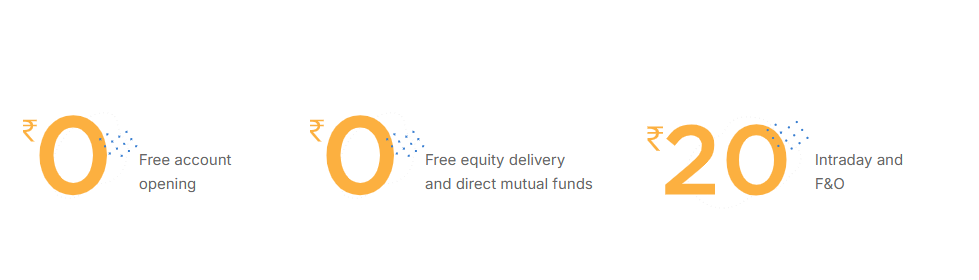 ₹0
Free account
opening
₹0
Free equity delivery
and direct mutual funds
₹20
Intraday and
F&O